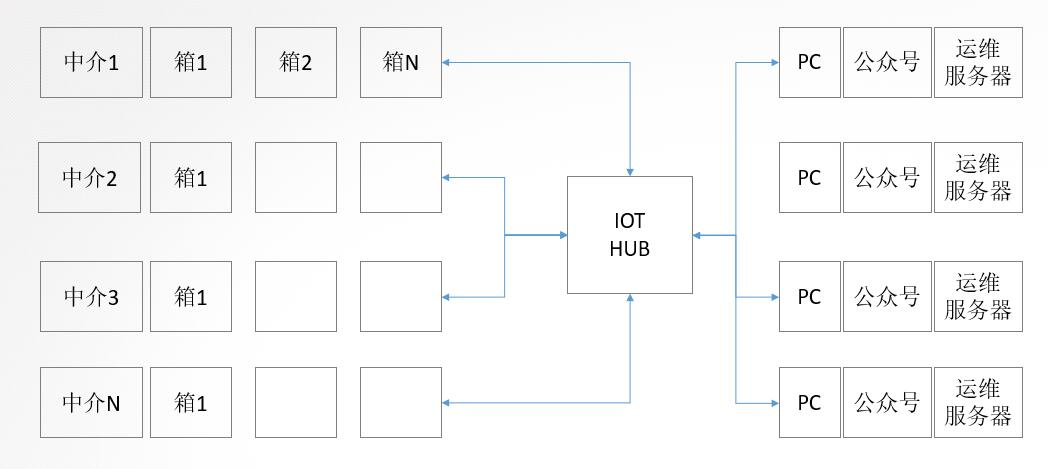 中介1
箱1
箱2
箱N
PC
公众号
运维
服务器
中介2
箱1
PC
公众号
运维
服务器
IOT
HUB
中介3
箱1
PC
公众号
运维
服务器
中介N
箱1
PC
公众号
运维
服务器